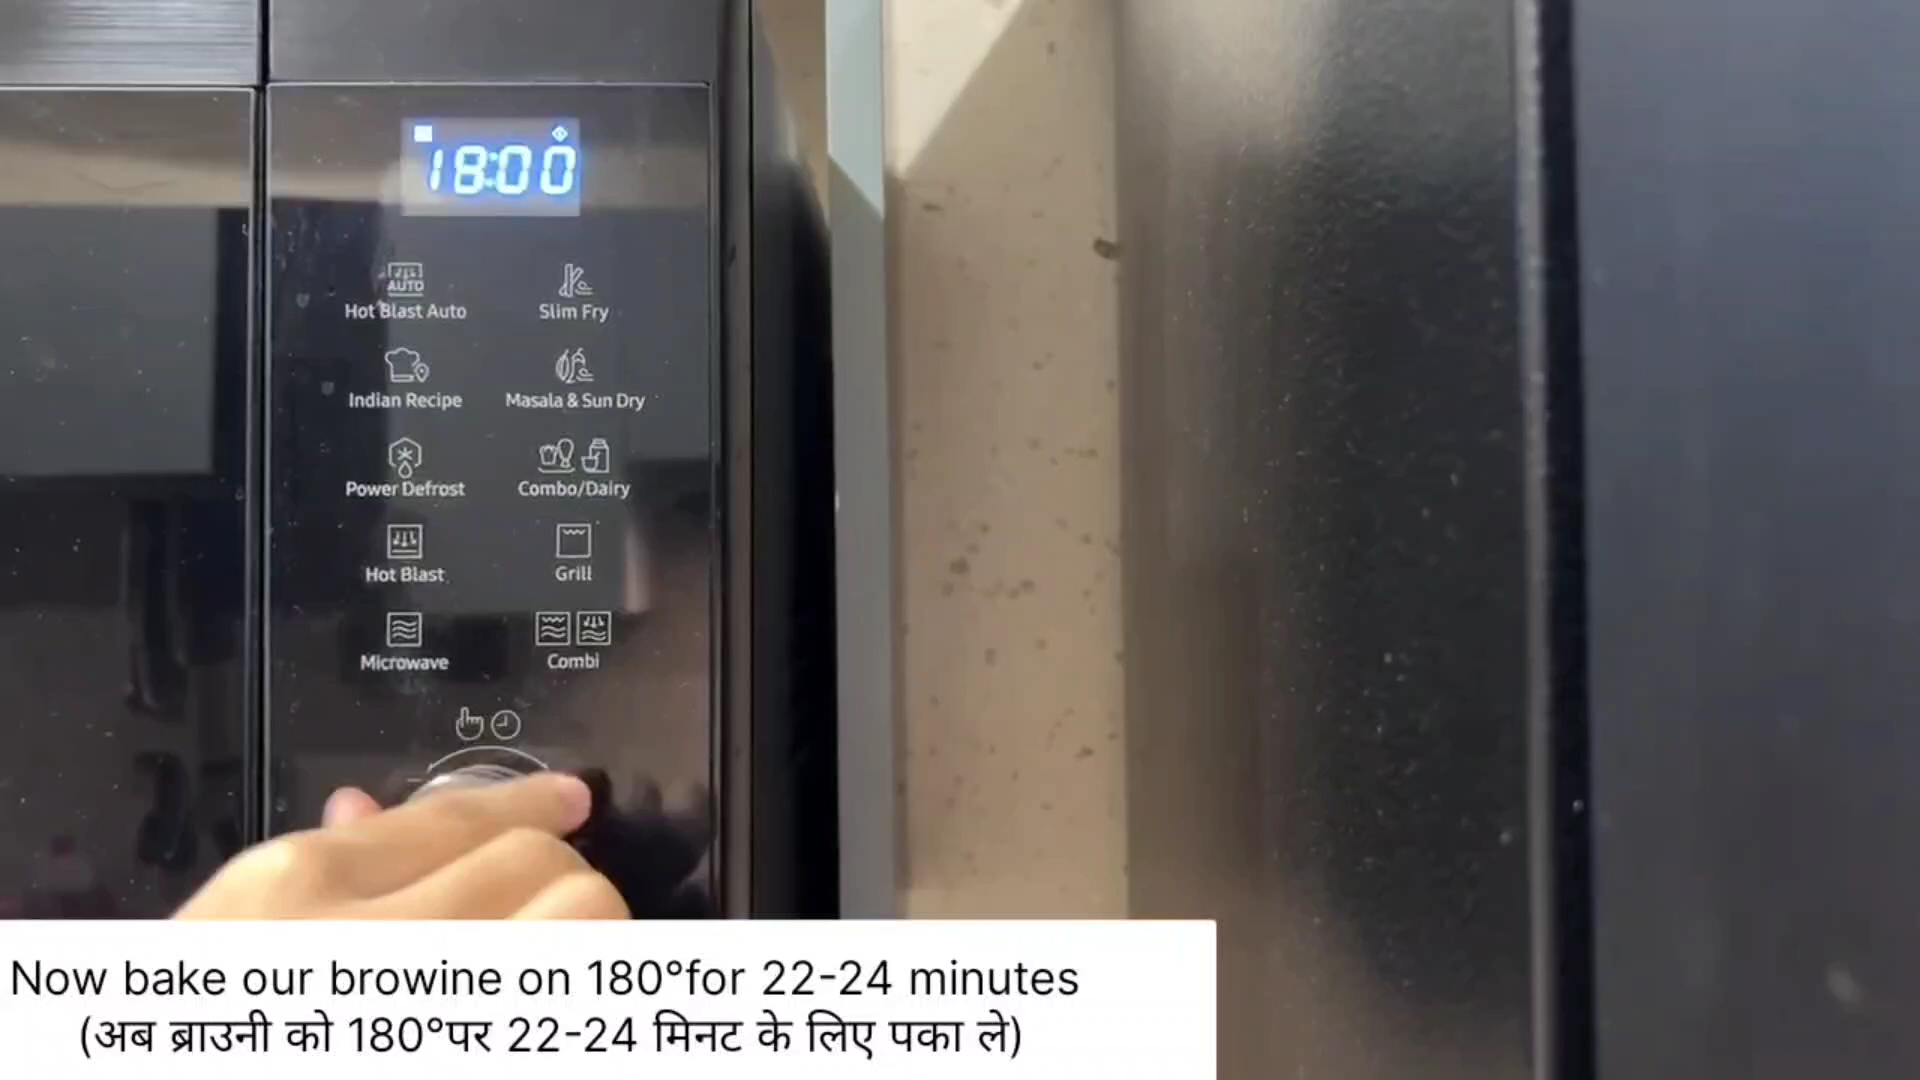 18:00
AUTO
Hot Blast Auto
Slim Fry
Indian Recipe
Masala & Sun Dry
Power Defrost
Combo/Dairy
Hot Blast
Grill
Microwave
Combi
Now bake our browine on 180°for 22-24 minutes
(अब ब्राउनी को 180°पर 22-24 मिनट के लिए पका ले)